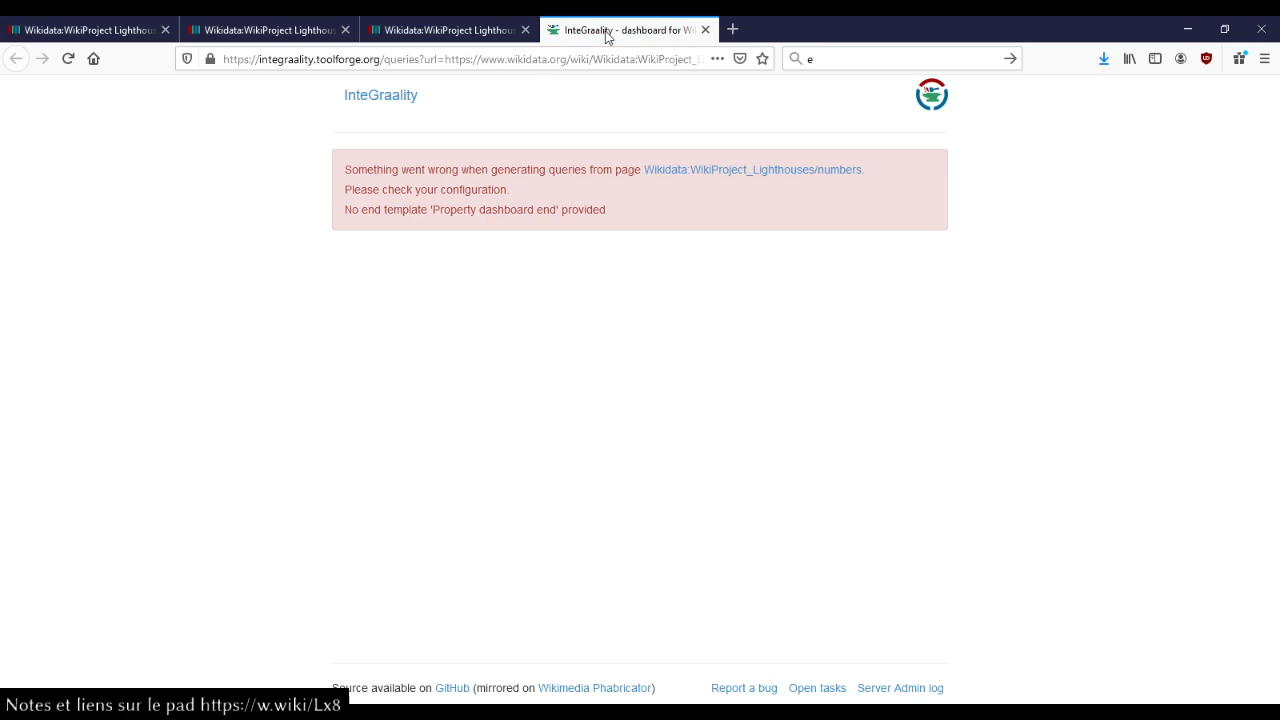 Wikidata:WikiProject Lighthous
Wikidata:WikiProject Lighthous
Wikidata:WikiProject Lighthous
InteGraality - dashboard for Wi
https://integraality.toolforge.org/queries?url=https://www.wikidata.org/wiki/Wikidata:WikiProject_L
e
InteGraality
Something went wrong when generating queries from page Wikidata:WikiProject_Lighthouses/numbers.
Please check your configuration.
No end template 'Property dashboard end' provided
Source available on GitHub (mirrored on Wikimedia Phabricator)
Report a bug Open tasks Server Admin log
Notes et liens sur le pad https://w.wiki/Lx8